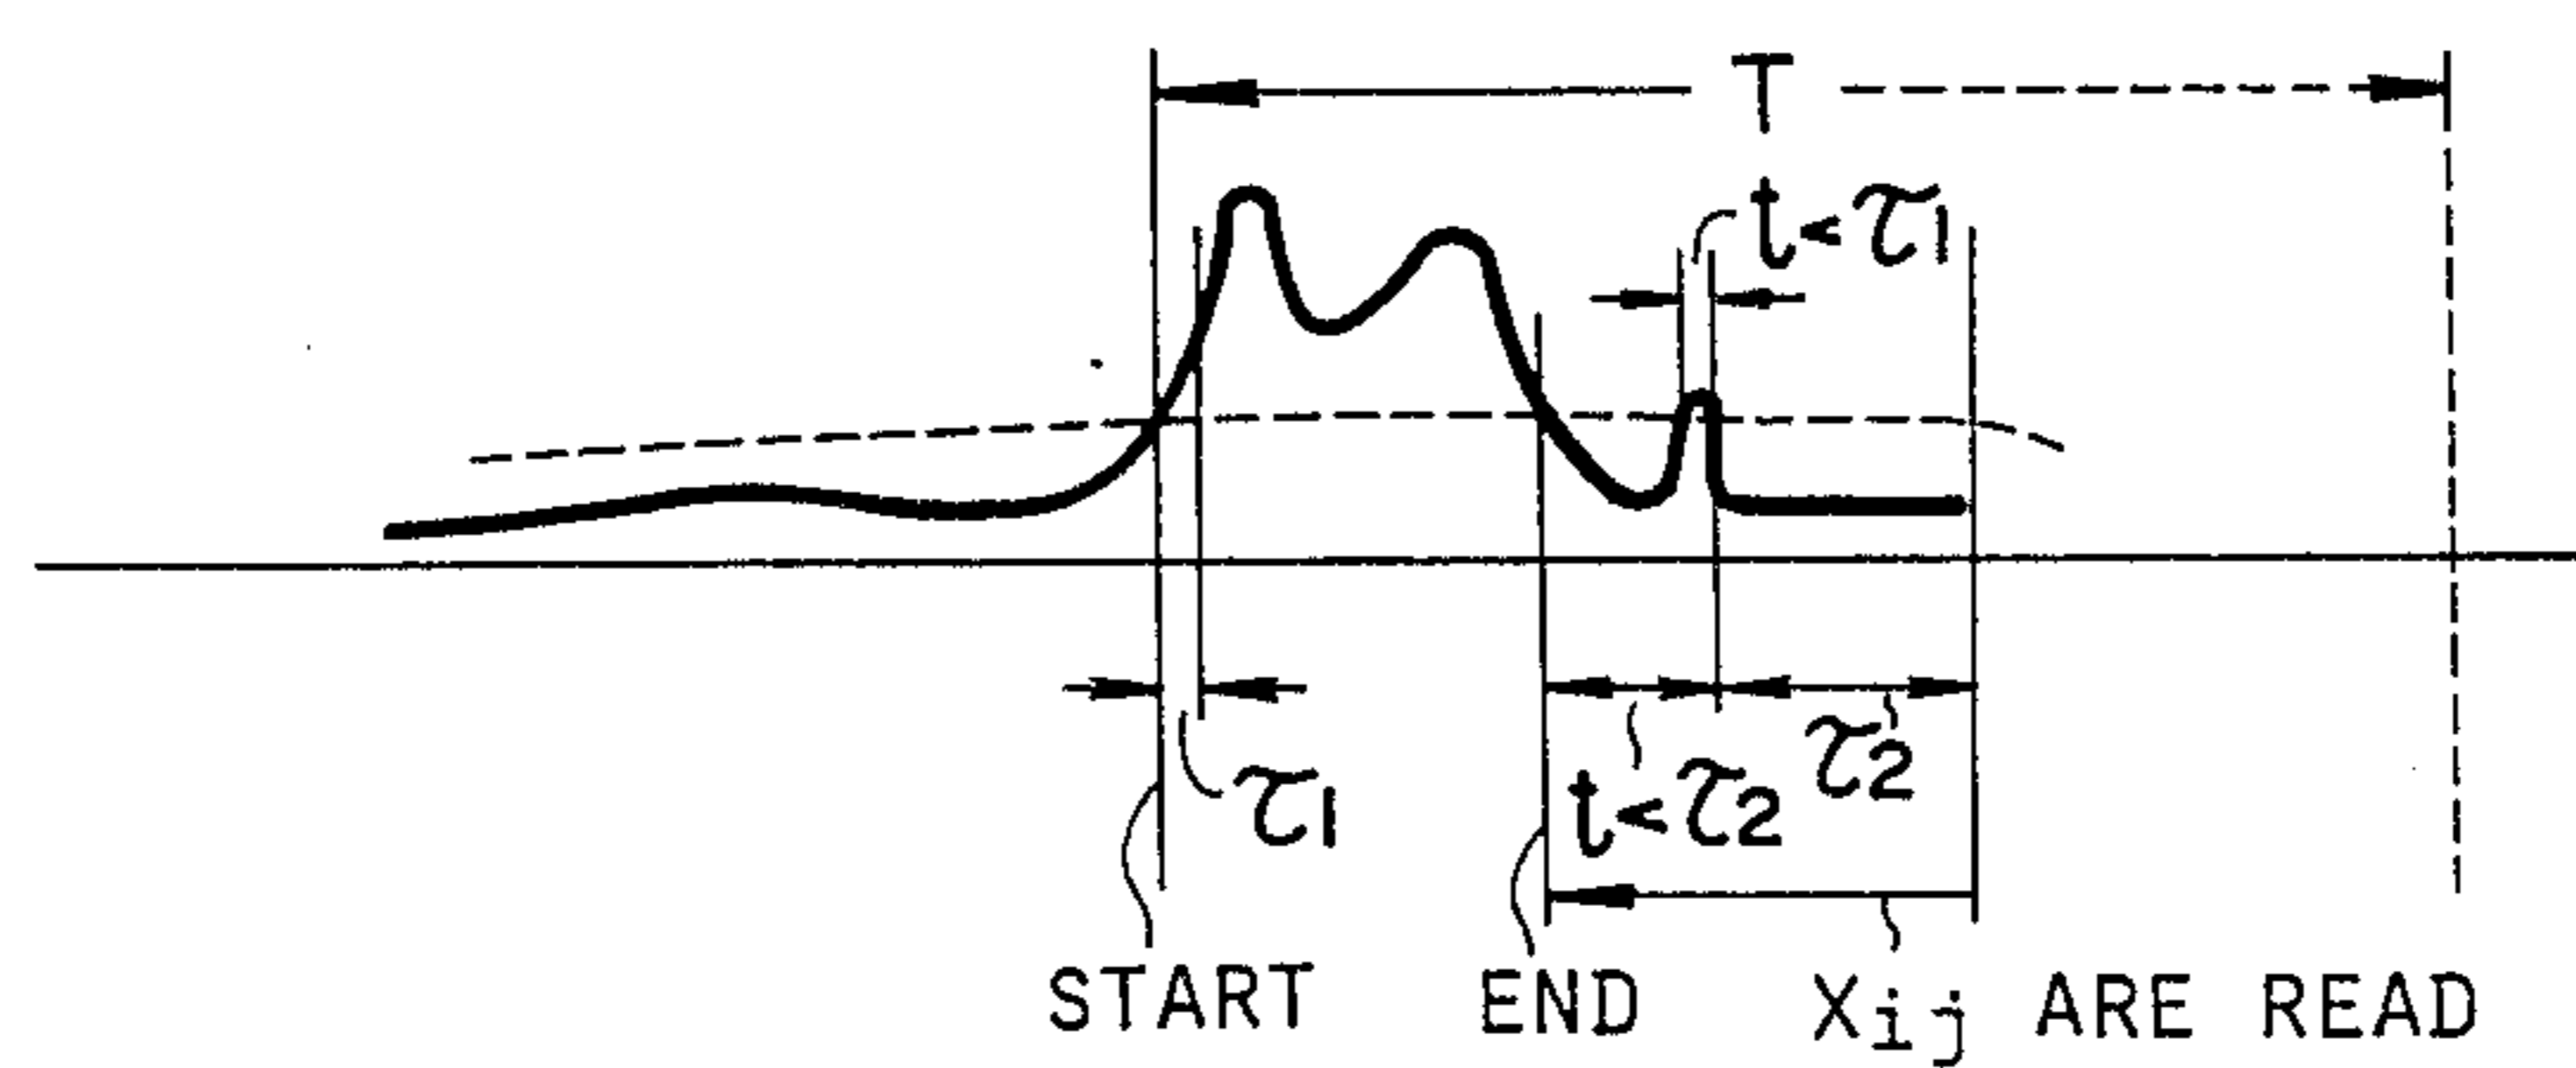 T
t<τ1
τ1
t<τ2
τ2
START
END
Xij ARE READ